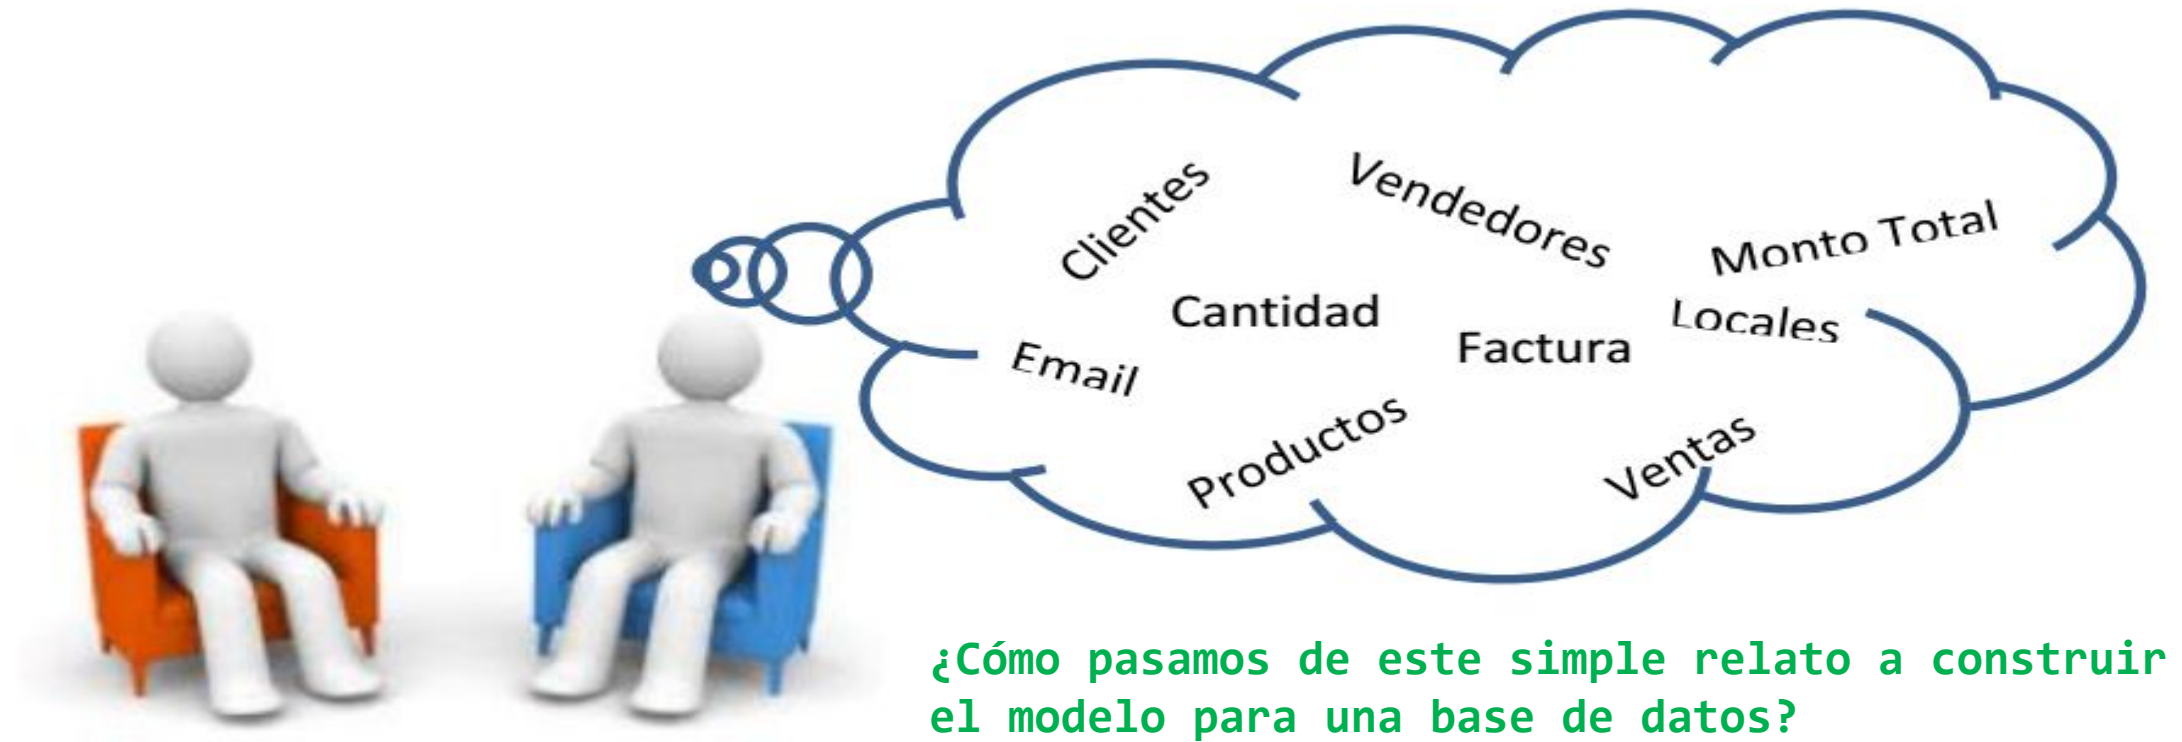 Clientes
Vendedores
Monto Total
Cantidad
Locales
Email
Factura
Productos
Ventas
¿Cómo pasamos de este simple relato a construir
el modelo para una base de datos?